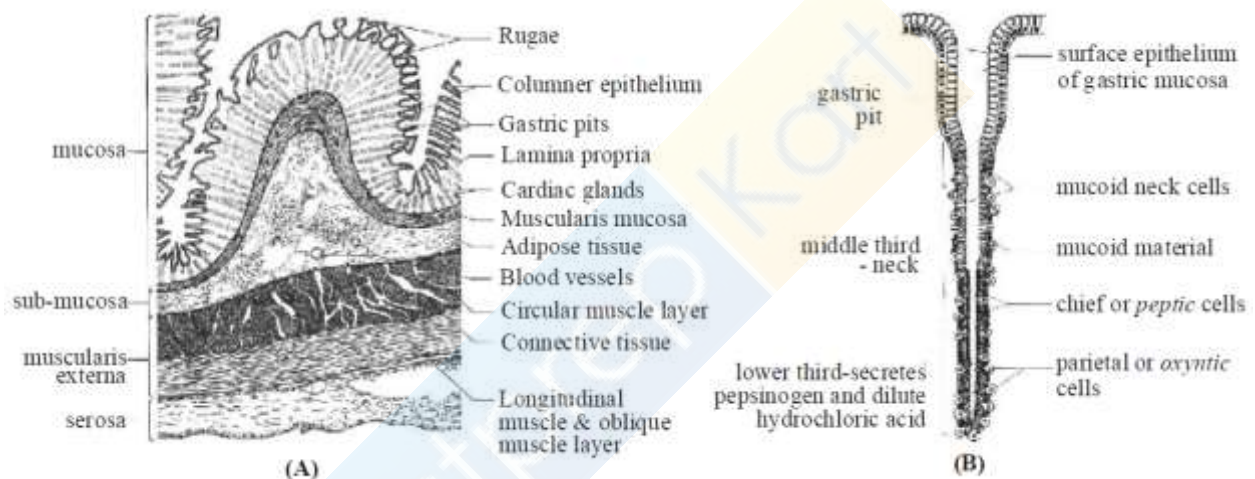 mucosa
sub-mucosa
muscularis
externa
serosa
Rugae
Columner epithelium
Gastric pits
Lamina propria
Cardiac glands
Muscularis mucosa
Adipose tissue
Blood vessels
Circular muscle layer
Connective tissue
Longitudinal
muscle & oblique
muscle layer
(A)
gastric
pit
middle third
- neck
lower third-secretes
pepsinogen and dilute
hydrochloric acid
surface epithelium
of gastric mucosa
mucoid neck cells
mucoid material
chief or peptic cells
parietal or oxyntic
cells
(B)
Kart